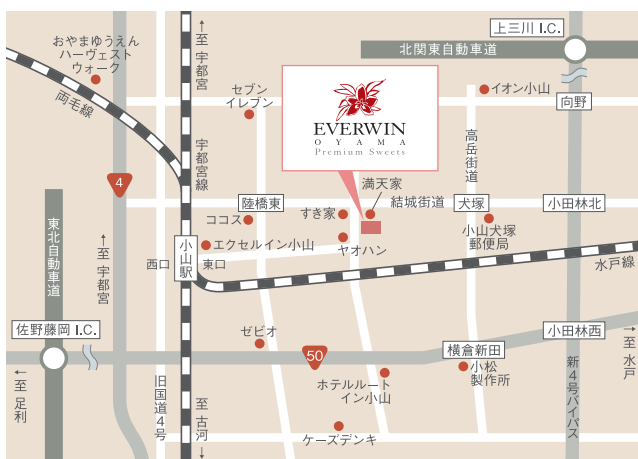 ↑至宇都宮
上三川 I.C.
北関東自動車道
おやまゆうえん
ハーヴェスト
ウォーク
両毛線
セブン
イレブン
イオン小山
向野
EVERWIN
OYAMA
Premium Sweets
高岳街道
宇都宮線
4
満天家
結城街道
陸橋東
犬塚
小田林北
ココス
すき家
小山犬塚
郵便局
東北自動車道
↑至宇都宮
西口
小山駅
東口
エクセルイン小山
ヤオハン
水戸線
佐野藤岡 I.C.
ゼビオ
小田林西
→至水戸
50
横倉新田
小松
製作所
ホテルルート
イン小山
←至足利
旧国道4号
至古河→
新4号バイパス
ケーズデンキ